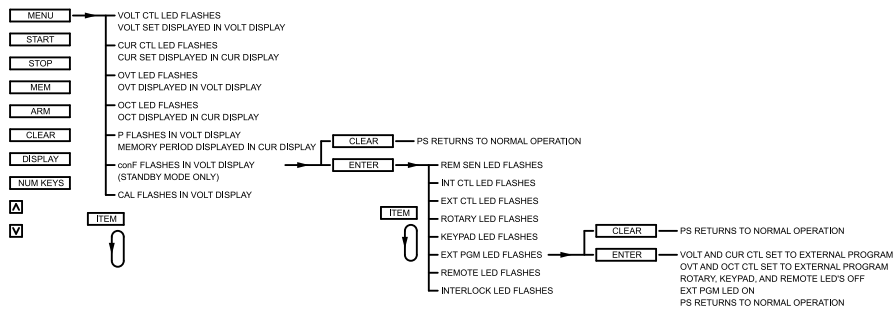 MENU
START
STOP
MEM
ARM
CLEAR
DISPLAY
NUM KEYS
VOLT CTL LED FLASHES
VOLT SET DISPLAYED IN VOLT DISPLAY
CUR CTL LED FLASHES
CUR SET DISPLAYED IN CUR DISPLAY
OVT LED FLASHES
OVT DISPLAYED IN VOLT DISPLAY
OCT LED FLASHES
OCT DISPLAYED IN CUR DISPLAY
P FLASHES IN VOLT DISPLAY
MEMORY PERIOD DISPLAYED IN CUR DISPLAY
conF FLASHES IN VOLT DISPLAY
(STANDBY MODE ONLY)
CAL FLASHES IN VOLT DISPLAY
ITEM
CLEAR
PS RETURNS TO NORMAL OPERATION
ENTER
REM SEN LED FLASHES
INT CTL LED FLASHES
EXT CTL LED FLASHES
ROTARY LED FLASHES
KEYPAD LED FLASHES
EXT PGM LED FLASHES
REMOTE LED FLASHES
INTERLOCK LED FLASHES
ITEM
CLEAR
PS RETURNS TO NORMAL OPERATION
ENTER
VOLT AND CUR CTL SET TO EXTERNAL PROGRAM
OVT AND OCT CTL SET TO EXTERNAL PROGRAM
ROTARY, KEYPAD, AND REMOTE LED'S OFF
EXT PGM LED ON
PS RETURNS TO NORMAL OPERATION